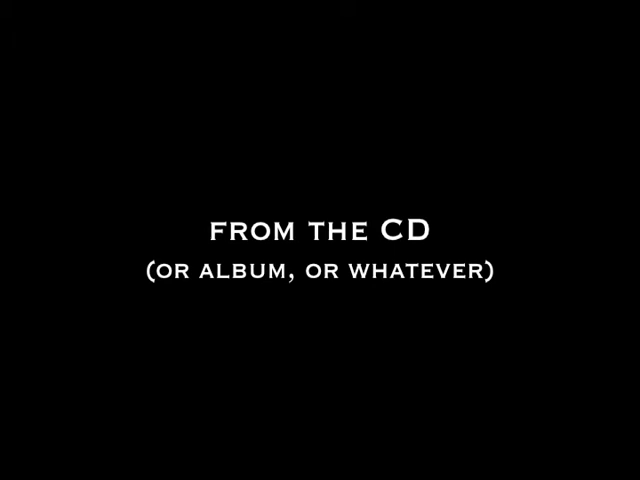 FROM THE CD
(OR ALBUM, OR WHATEVER)